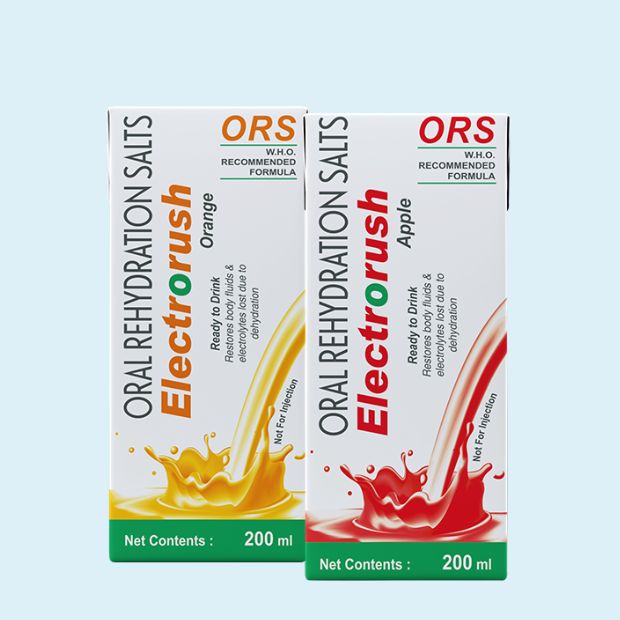 ORAL REHYDRATION SALTS
Electrorush
Orange
ORS
W.H.O.
RECOMMENDED
FORMULA
Ready to Drink
Restores body fluids &
electrolytes lost due to
dehydration
Not For Injection
Net Contents : 200 ml
ORAL REHYDRATION SALTS
Electrorush
Apple
ORS
W.H.O.
RECOMMENDED
FORMULA
Ready to Drink
Restores body fluids &
electrolytes lost due to
dehydration
Not For Injection
Net Contents : 200 ml